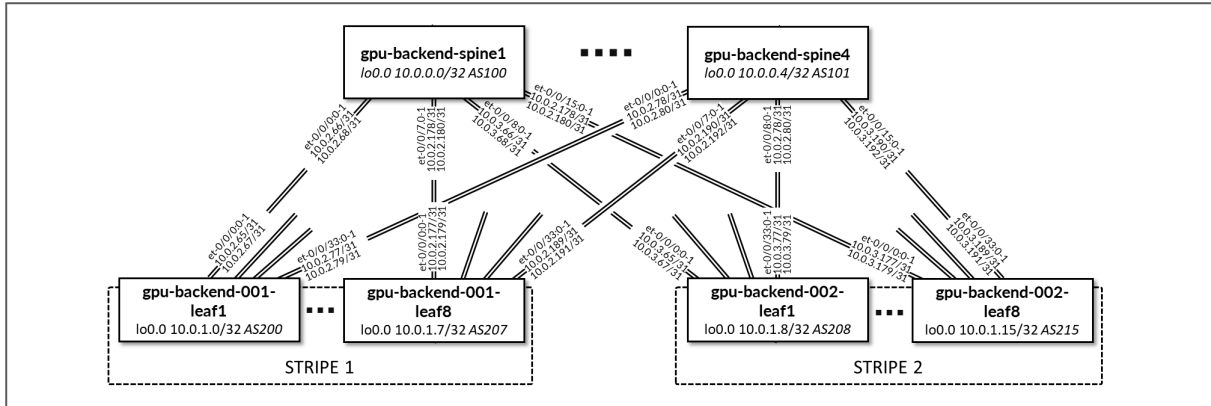 gpu-backend-spine1
lo0.0 10.0.0.0/32 AS100
gpu-backend-spine4
lo0.0 10.0.0.4/32 AS101
et-0/0/0:0-1
10.0.2.66/31
10.0.2.68/31
et-0/0/7:0-1
10.0.2.178/31
10.0.2.180/31
et-0/0/8:0-1
10.0.3.66/31
10.0.3.68/31
et-0/0/15:0-1
10.0.2.178/31
10.0.2.180/31
et-0/0/0:0-1
10.0.2.78/31
10.0.2.80/31
et-0/0/7:0-1
10.0.2.190/31
10.0.2.192/31
et-0/0/8:0-1
10.0.2.78/31
10.0.2.80/31
et-0/0/15:0-1
10.0.3.190/31
10.0.3.192/31
et-0/0/0:0-1
10.0.2.65/31
10.0.2.67/31
et-0/0/33:0-1
10.0.2.77/31
10.0.2.79/31
et-0/0/0:0-1
10.0.2.177/31
10.0.2.179/31
et-0/0/33:0-1
10.0.2.189/31
10.0.2.191/31
et-0/0/0:0-1
10.0.3.65/31
10.0.3.67/31
et-0/0/33:0-1
10.0.3.77/31
10.0.3.79/31
et-0/0/0:0-1
10.0.3.177/31
10.0.3.179/31
et-0/0/33:0-1
10.0.3.189/31
10.0.3.191/31
gpu-backend-001-
leaf1
lo0.0 10.0.1.0/32 AS200
gpu-backend-001-
leaf8
lo0.0 10.0.1.7/32 AS207
gpu-backend-002-
leaf1
lo0.0 10.0.1.8/32 AS208
gpu-backend-002-
leaf8
lo0.0 10.0.1.15/32 AS215
STRIPE 1
STRIPE 2